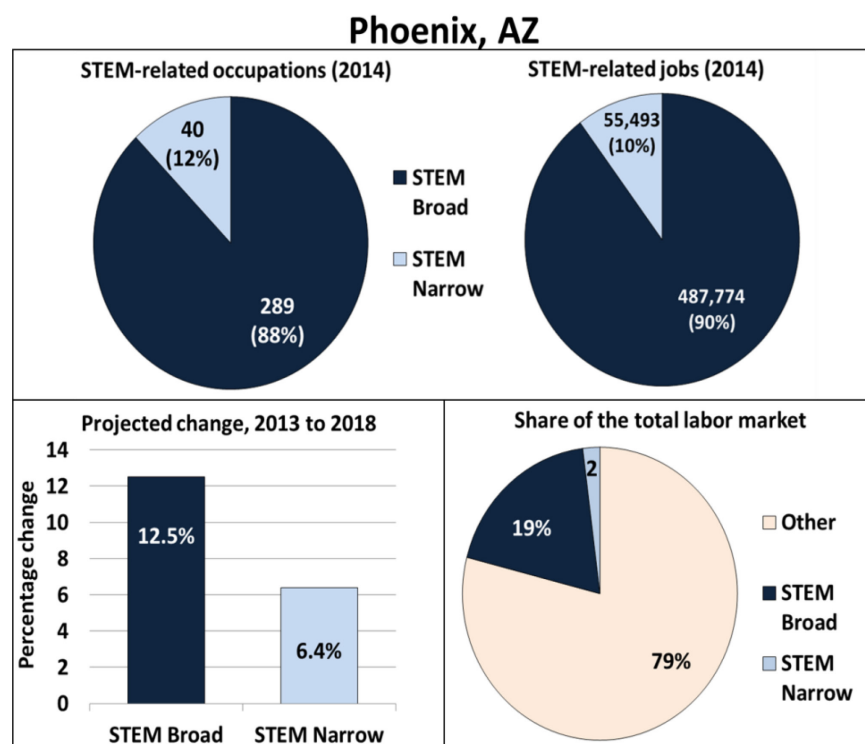 Phoenix, AZ
STEM-related occupations (2014)
40
(12%)
289
(88%)
STEM
Broad
STEM
Narrow
STEM-related jobs (2014)
55,493
(10%)
487,774
(90%)
Projected change, 2013 to 2018
Percentage change
14
12
10
8
6
4
2
0
12.5%
6.4%
STEM Broad
STEM Narrow
Share of the total labor market
2
19%
79%
Other
STEM
Broad
STEM
Narrow